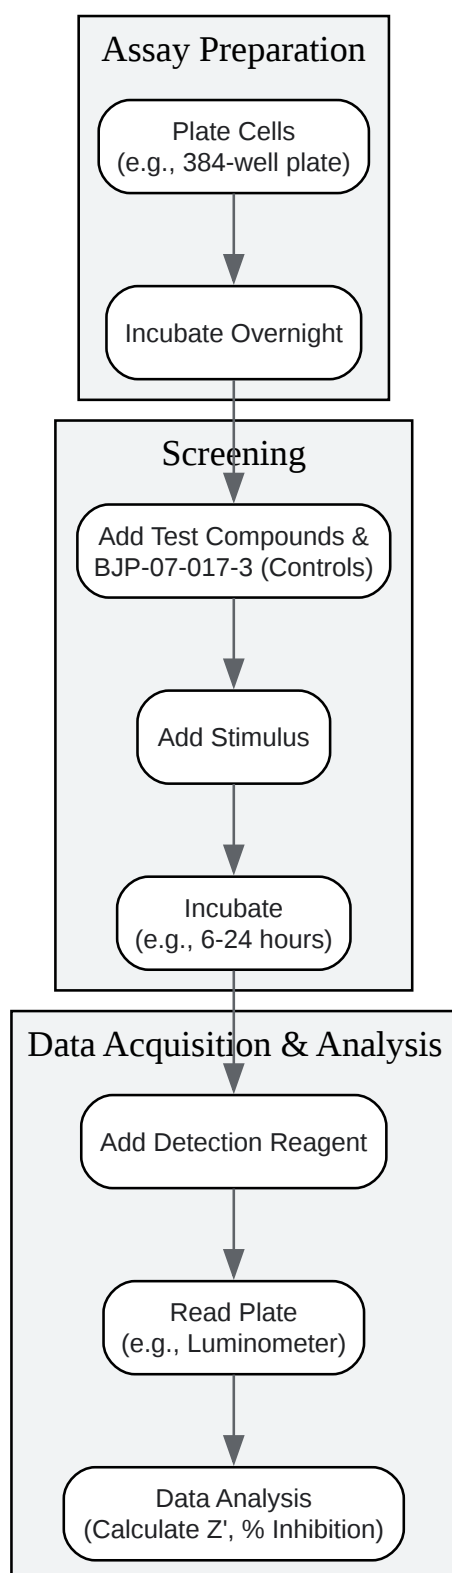 Assay Preparation
Plate Cells
(e.g., 384-well plate)
Incubate Overnight
Screening
Add Test Compounds &
BJP-07-017-3 (Controls)
Add Stimulus
Incubate
(e.g., 6-24 hours)
Data Acquisition & Analysis
Add Detection Reagent
Read Plate
(e.g., Luminometer)
Data Analysis
(Calculate Z', % Inhibition)